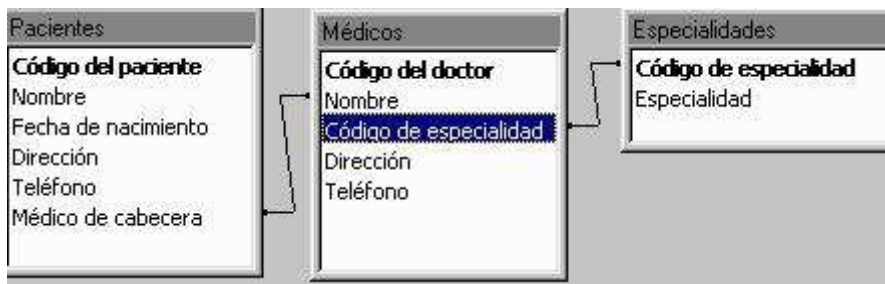 Pacientes
Código del paciente
Nombre
Fecha de nacimiento
Dirección
Teléfono
Médico de cabecera
Médicos
Código del doctor
Nombre
Código de especialidad
Dirección
Teléfono
Especialidades
Código de especialidad
Especialidad